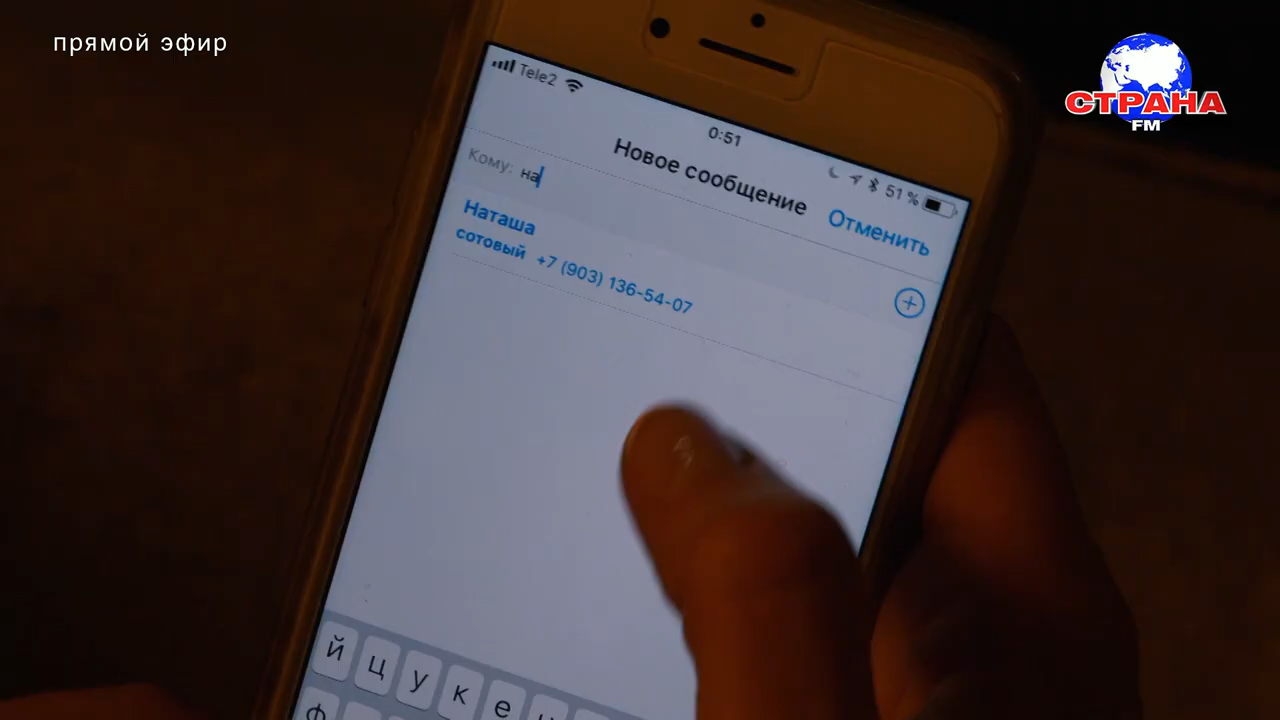 прямой эфир
СТРАНА
FM
Tele2
0:51
51 %
Новое сообщение
Отменить
Кому: на
Наташа
сотовый +7 (903) 136-54-07
й ц у к е
ф